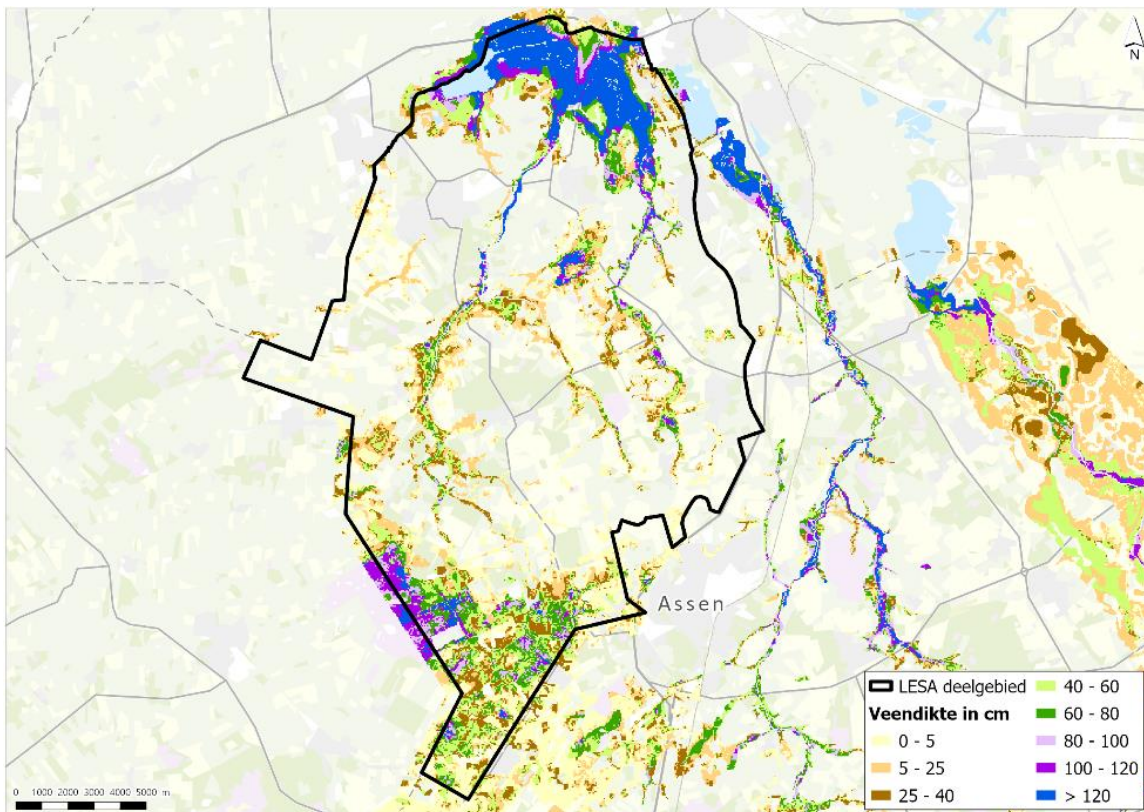 N
Assen
LESA deelgebied
Veendikte in cm
0 - 5
5 - 25
25 - 40
40 - 60
60 - 80
80 - 100
100 - 120
> 120
0 1000 2000 3000 4000 5000 m